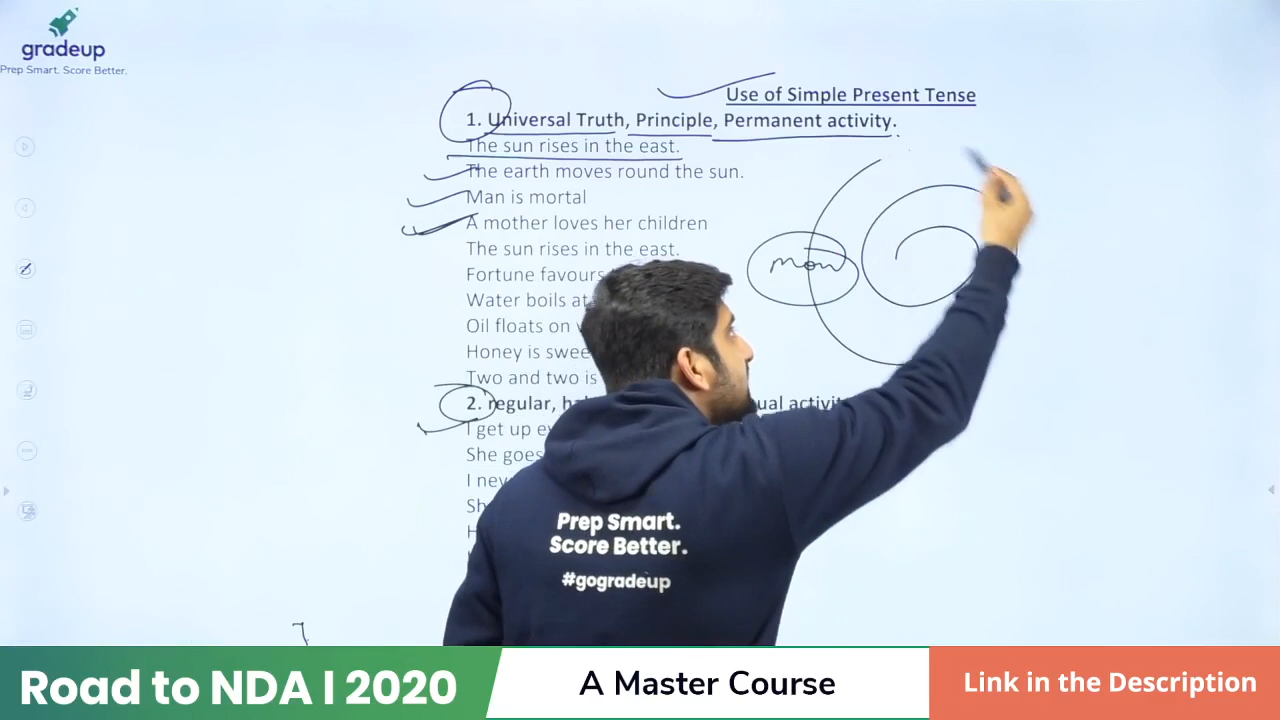 gradeup
Prep Smart. Score Better.
Use of Simple Present Tense
1. Universal Truth, Principle, Permanent activity.
The sun rises in the east.
The earth moves round the sun.
Man is mortal
A mother loves her children
The sun rises in the east.
Fortune favours
Water boils at
Oil floats on
Honey is swee
Two and two is
2. regular, ha ual activit
I get up ev
She goes
I nev
Sh
H
Prep Smart.
Score Better.
#gogradeup
Road to NDA | 2020
A Master Course
Link in the Description